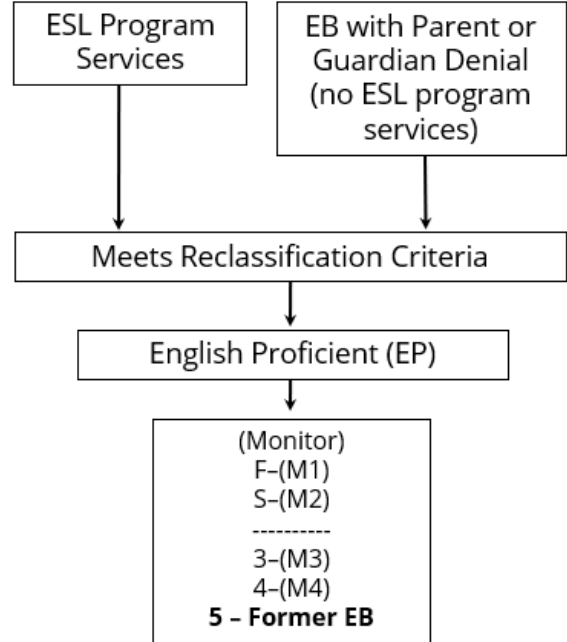 ESL Program
Services
EB with Parent or
Guardian Denial
(no ESL program
services)
Meets Reclassification Criteria
English Proficient (EP)
(Monitor)
F–(M1)
S–(M2)
----------
3–(M3)
4–(M4)
5 – Former EB